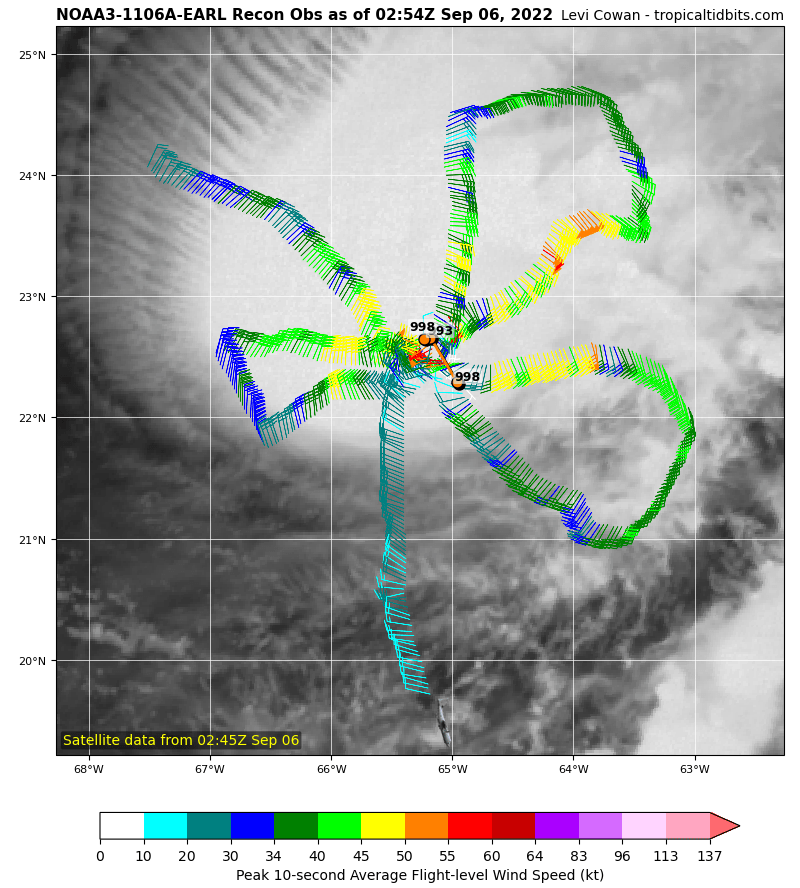 NOAA3-1106A-EARL Recon Obs as of 02:54Z Sep 06, 2022 Levi Cowan - tropicaltidbits.com
25°N
24°N
23°N
998 93
998
22°N
21°N
20°N
Satellite data from 02:45Z Sep 06
68°W 67°W 66°W 65°W 64°W 63°W
0 10 20 30 34 40 45 50 55 60 64 83 96 113 137
Peak 10-second Average Flight-level Wind Speed (kt)